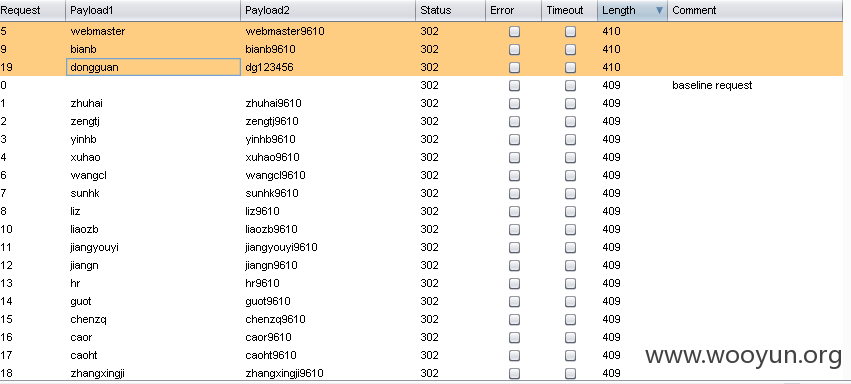 Request Payload1 Payload2 Status Error Timeout Length Comment
5 webmaster webmaster9610 302 410
9 bianb bianb9610 302 410
19 dongguan dg123456 302 410
0 302 409 baseline request
1 zhuhai zhuhai9610 302 409
2 zengtj zengtj9610 302 409
3 yinhb yinhb9610 302 409
4 xuhao xuhao9610 302 409
6 wangcl wangcl9610 302 409
7 sunhk sunhk9610 302 409
8 liz liz9610 302 409
10 liaozb liaozb9610 302 409
11 jiangyouyi jiangyouyi9610 302 409
12 jiangn jiangn9610 302 409
13 hr hr9610 302 409
14 guot guot9610 302 409
15 chenzq chenzq9610 302 409
16 caor caor9610 302 409
17 caoht caoht9610 302 409
18 zhangxingji zhangxingji9610 302 409
www.wooyun.org